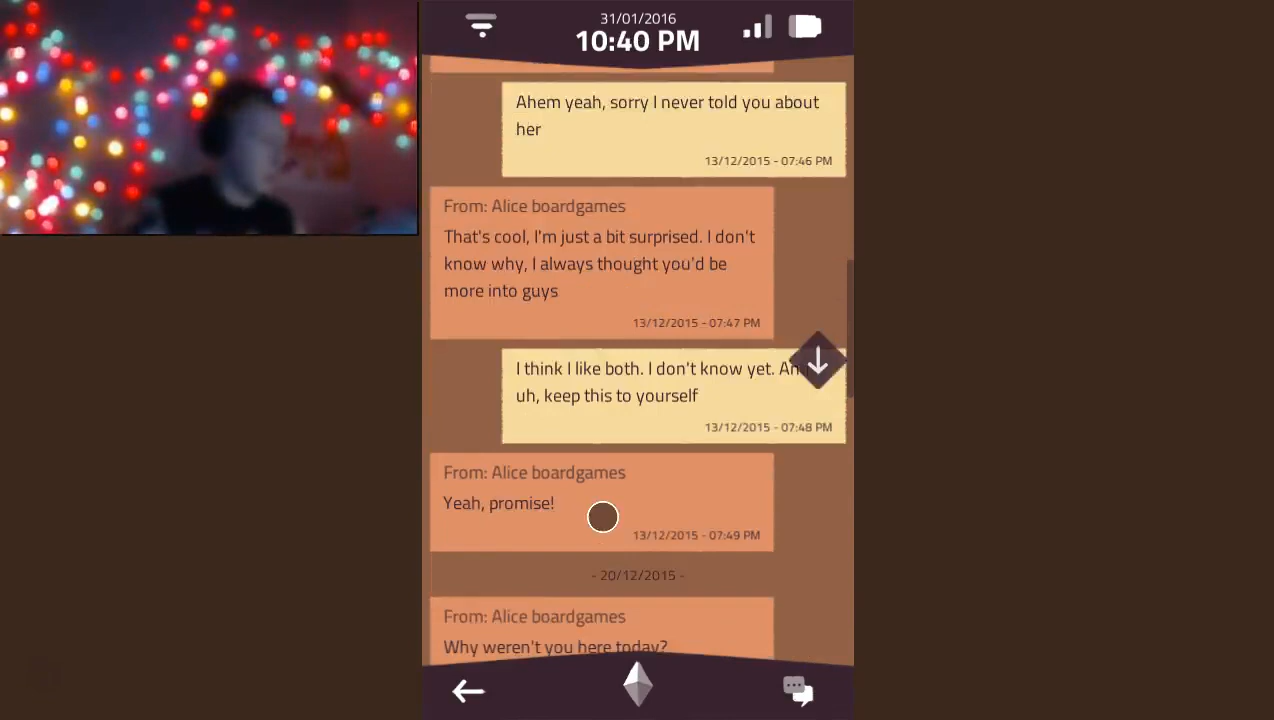 31/01/2016
10:40 PM
Ahem yeah, sorry I never told you about
her
13/12/2015 - 07:46 PM
From: Alice boardgames
That's cool, I'm just a bit surprised. I don't
know why, I always thought you'd be
more into guys
13/12/2015 - 07:47 PM
I think I like both. I don't know yet.
uh, keep this to yourself
13/12/2015 - 07:48 PM
From: Alice boardgames
Yeah, promise!
13/12/2015 - 07:49 PM
- 20/12/2015 -
From: Alice boardgames
Why weren't you here today?